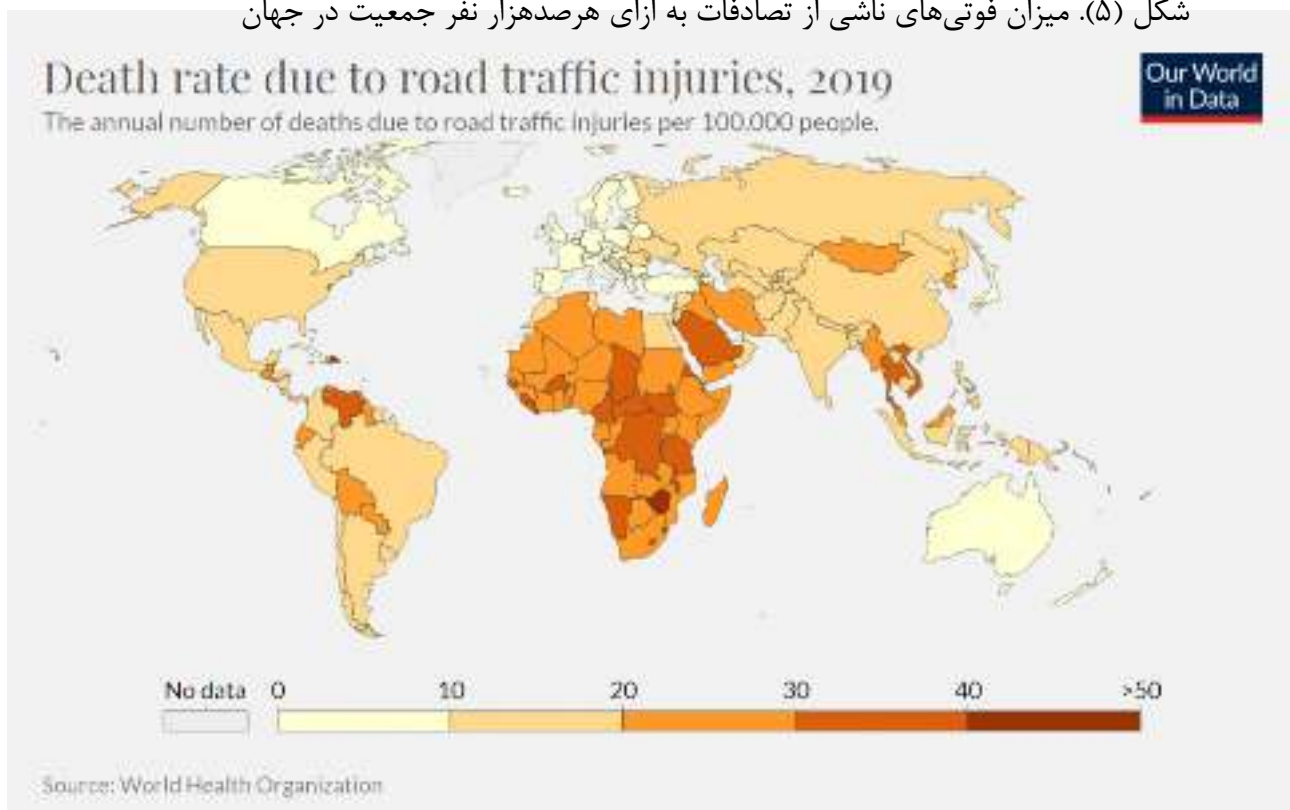 شکل (۵). میزان فوتی‌های ناشی از تصادفات به ازای هرصدهزار نفر جمعیت در جهان
Death rate due to road traffic injuries, 2019
The annual number of deaths due to road traffic injuries per 100,000 people.
Our World
in Data
No data 0 10 20 30 40 >50
Source: World Health Organization